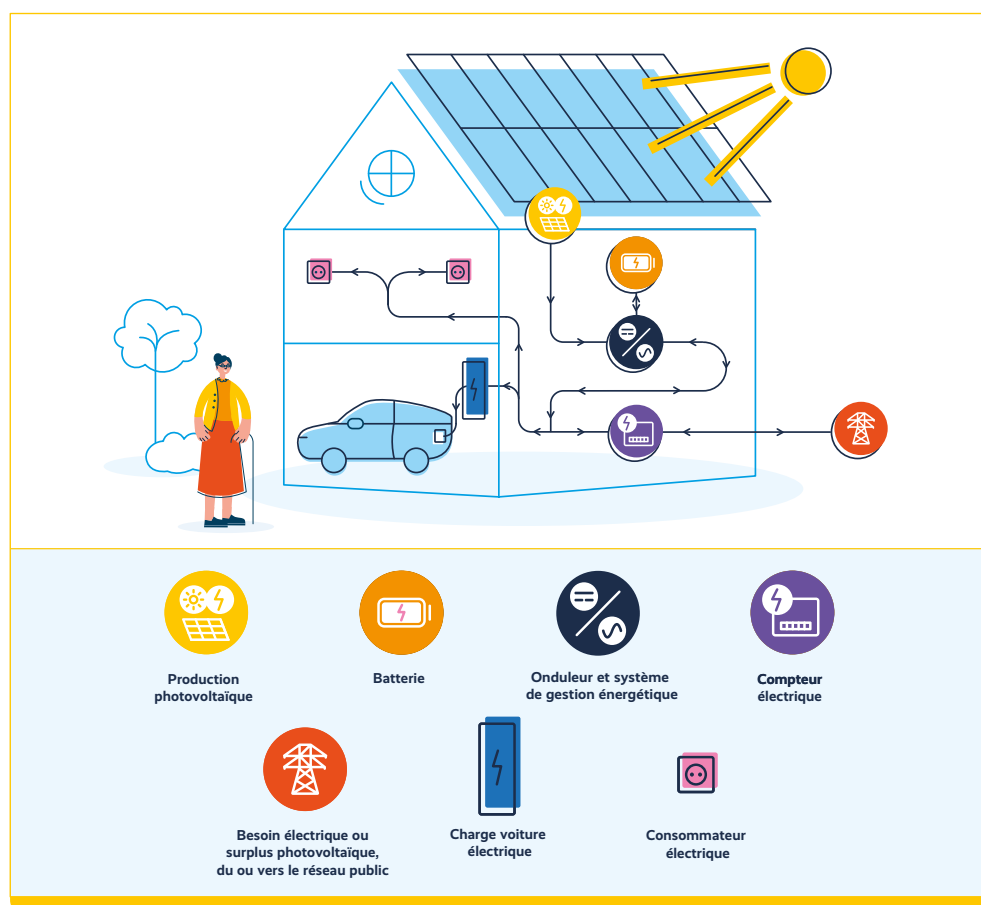 Production
photovoltaïque
Batterie
Onduleur et système
de gestion énergétique
Compteur
électrique
Besoin électrique ou
surplus photovoltaïque,
du ou vers le réseau public
Charge voiture
électrique
Consommateur
électrique